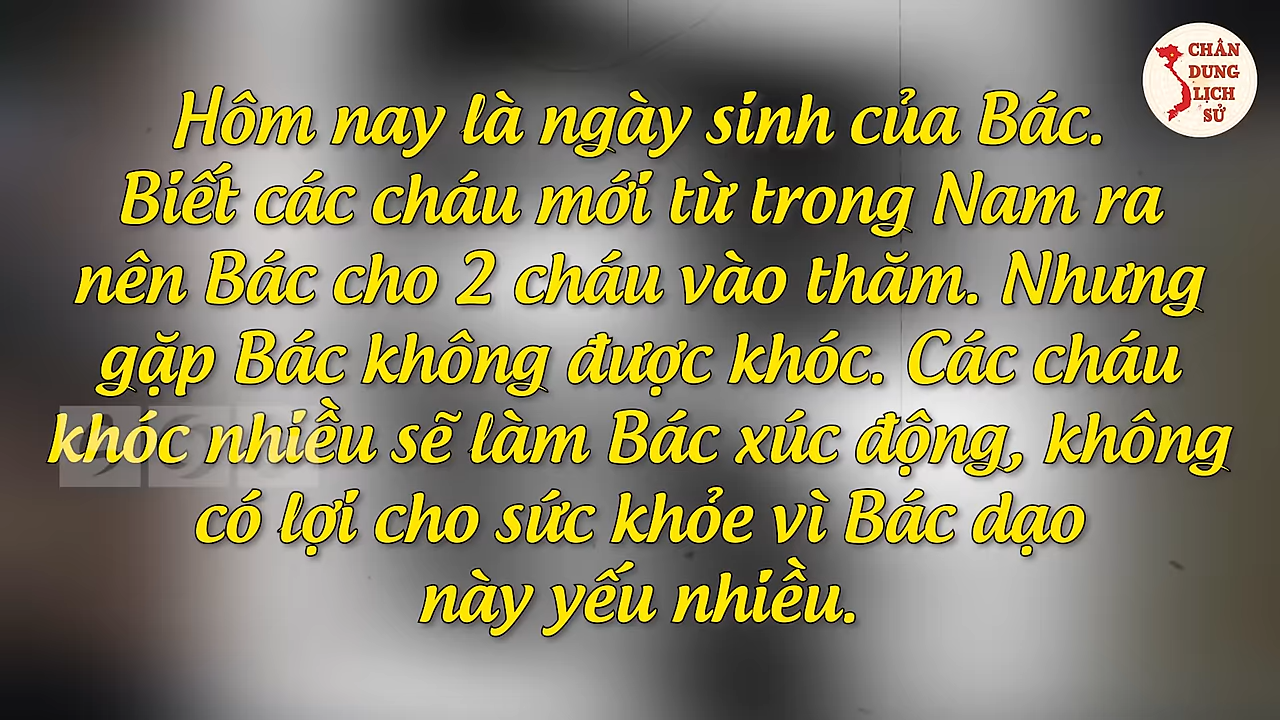 CHÂN
DUNG
LỊCH
SỬ
Hôm nay là ngày sinh của Bác.
Biết các cháu mới từ trong Nam ra
nên Bác cho 2 cháu vào thăm. Nhưng
gặp Bác không được khóc. Các cháu
khóc nhiều sẽ làm Bác xúc động, không
có lợi cho sức khỏe vì Bác dạo
này yếu nhiều.